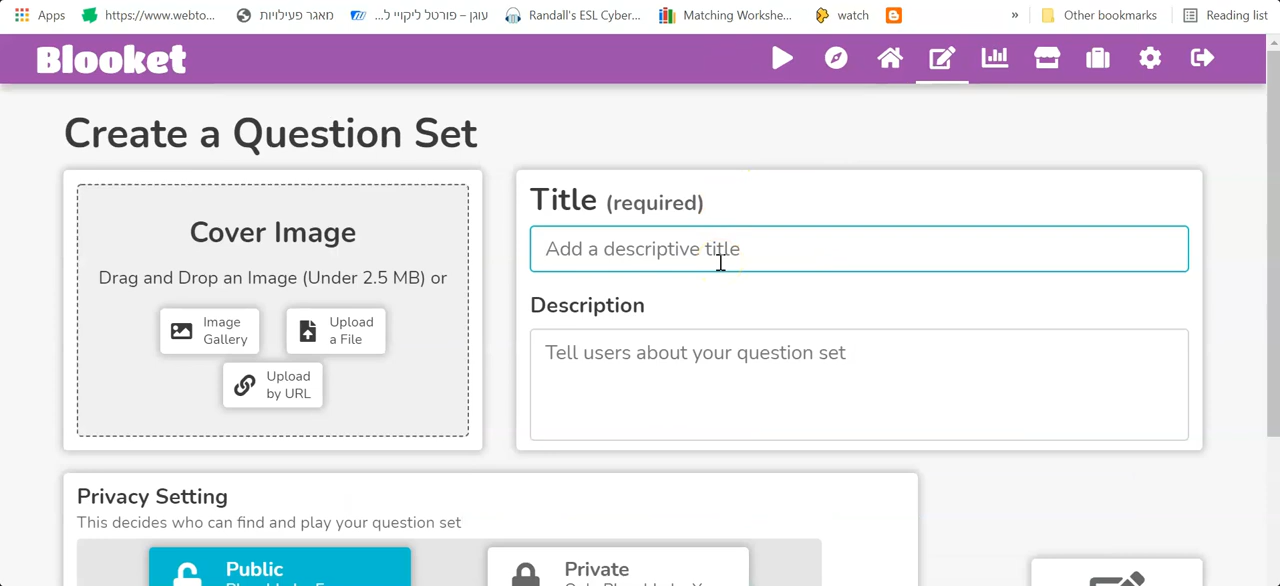 Apps https://www.webto... מאגר פעילויות עוגן – פורטל ליקויי ל... Randall's ESL Cyber... Matching Workshe... watch » Other bookmarks Reading list
Blooket
Create a Question Set
Cover Image
Drag and Drop an Image (Under 2.5 MB) or
Image
Gallery
Upload
a File
Upload
by URL
Title (required)
Add a descriptive title
Description
Tell users about your question set
Privacy Setting
This decides who can find and play your question set
Public
Private